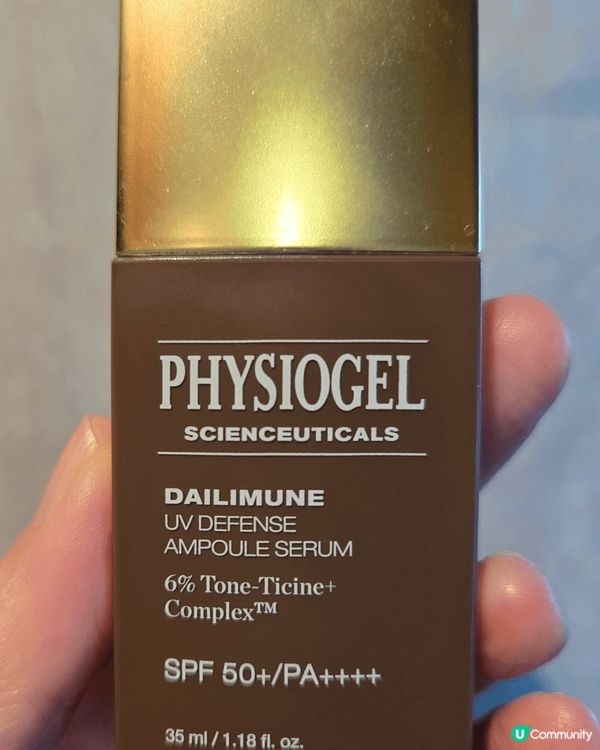 PHYSIOGEL
SCIENCEUTICALS
DAILIMUNE
UV DEFENSE
AMPOULE SERUM
6% Tone-Ticine+
Complex™
SPF 50+/PA++++
35 ml / 1.18 fl. oz.
U Community